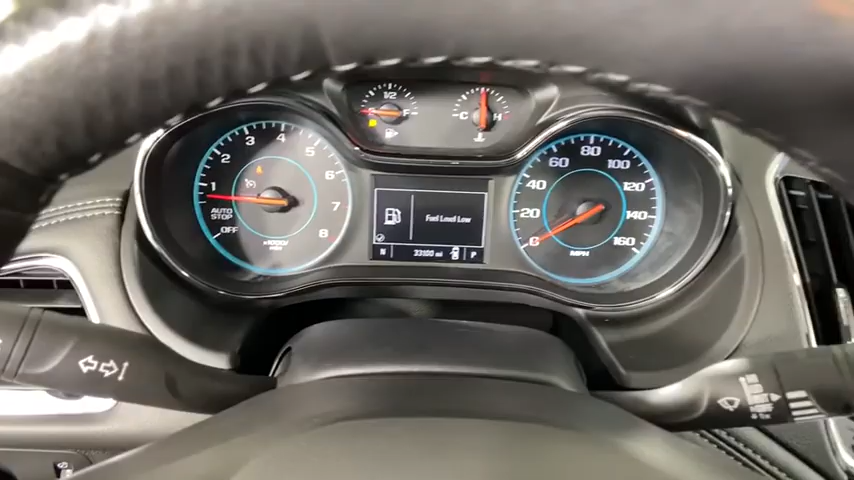 1/2
F
C H
3 4
2 5
1 6
7
8
AUTO
STOP
OFF
x1000/
Fuel Level Low
N 33100 mi P
80
60 100
40 120
20 140
0 160
MPH